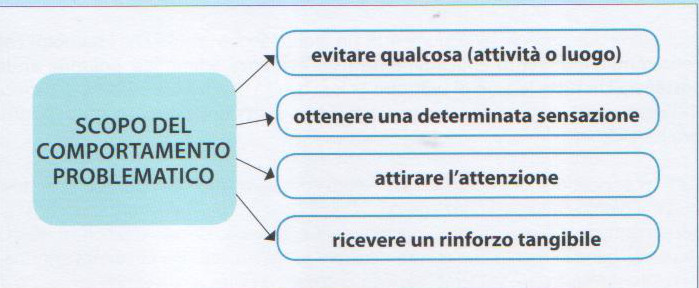 SCOPO DEL
COMPORTAMENTO
PROBLEMATICO
evitare qualcosa (attività o luogo)
ottenere una determinata sensazione
attirare l'attenzione
ricevere un rinforzo tangibile